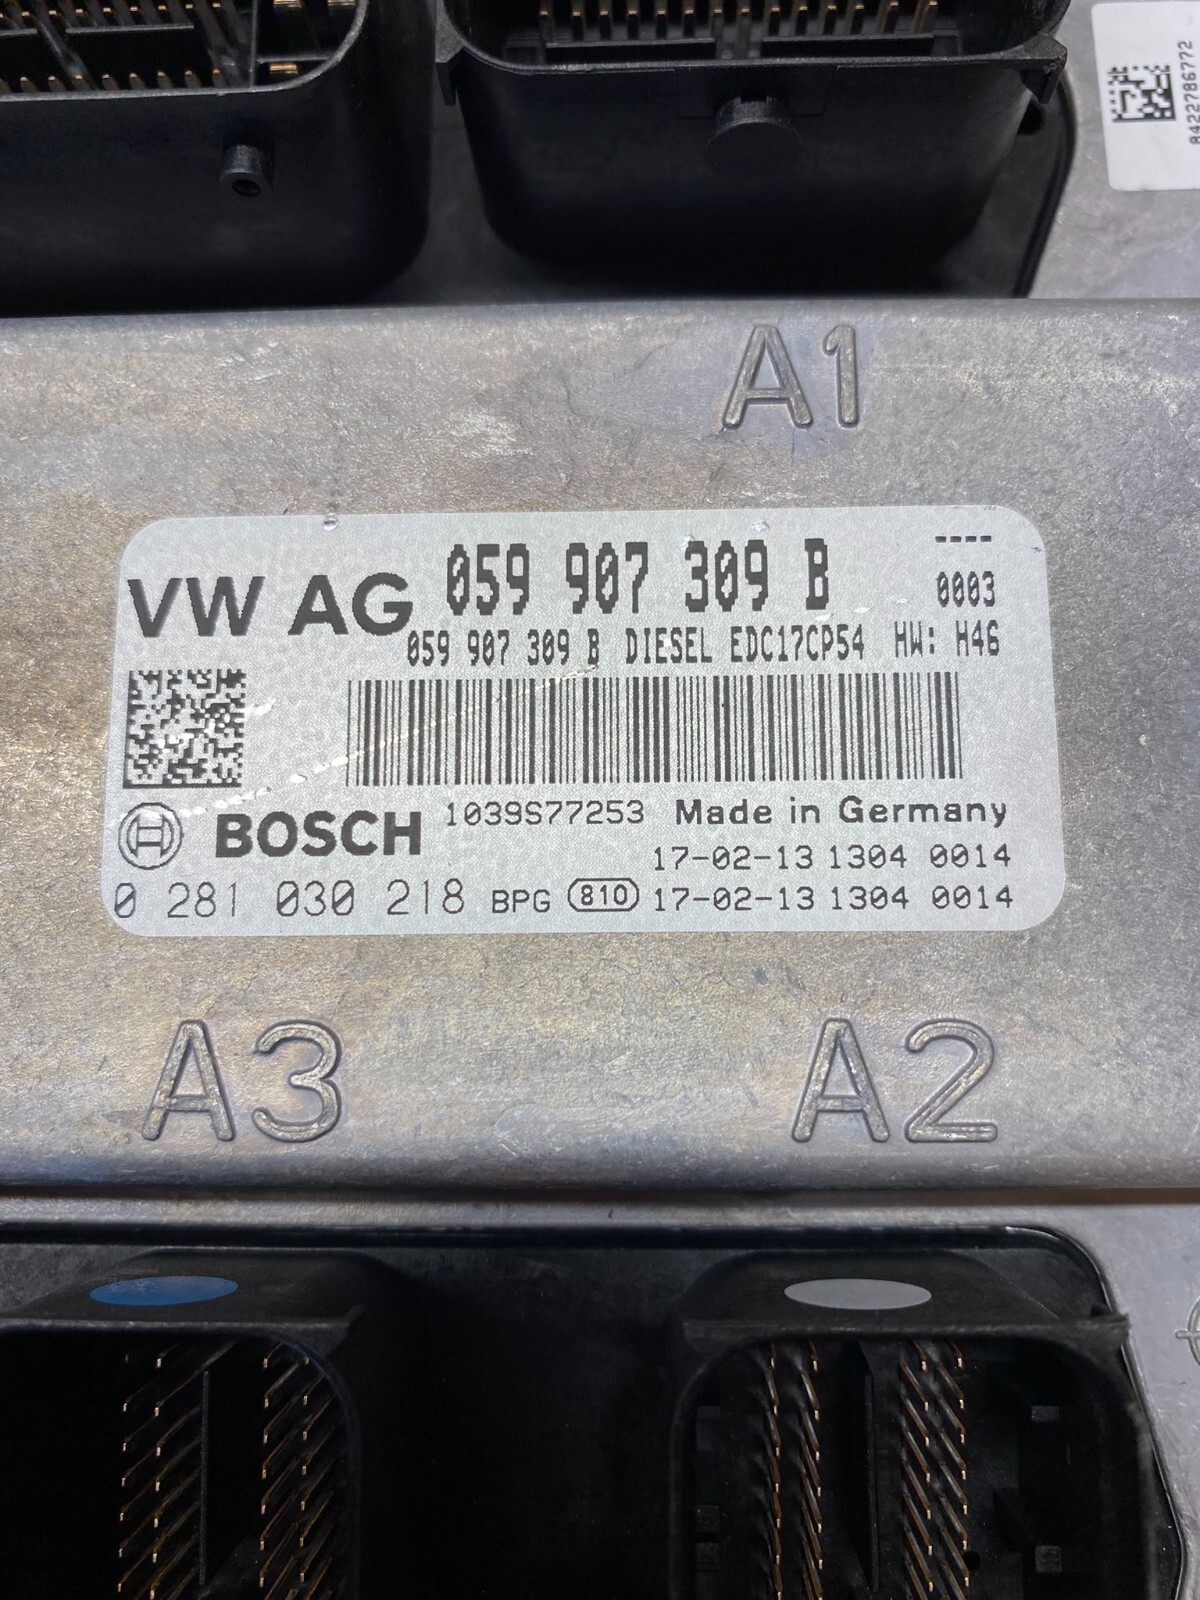 8422786772
A1
VW AG 059 907 309 B ----
0003
059 907 309 B DIESEL EDC17CP54 HW: H46
BOSCH 1039S77253 Made in Germany
17-02-13 1304 0014
0 281 030 218 BPG 810 17-02-13 1304 0014
A3 A2